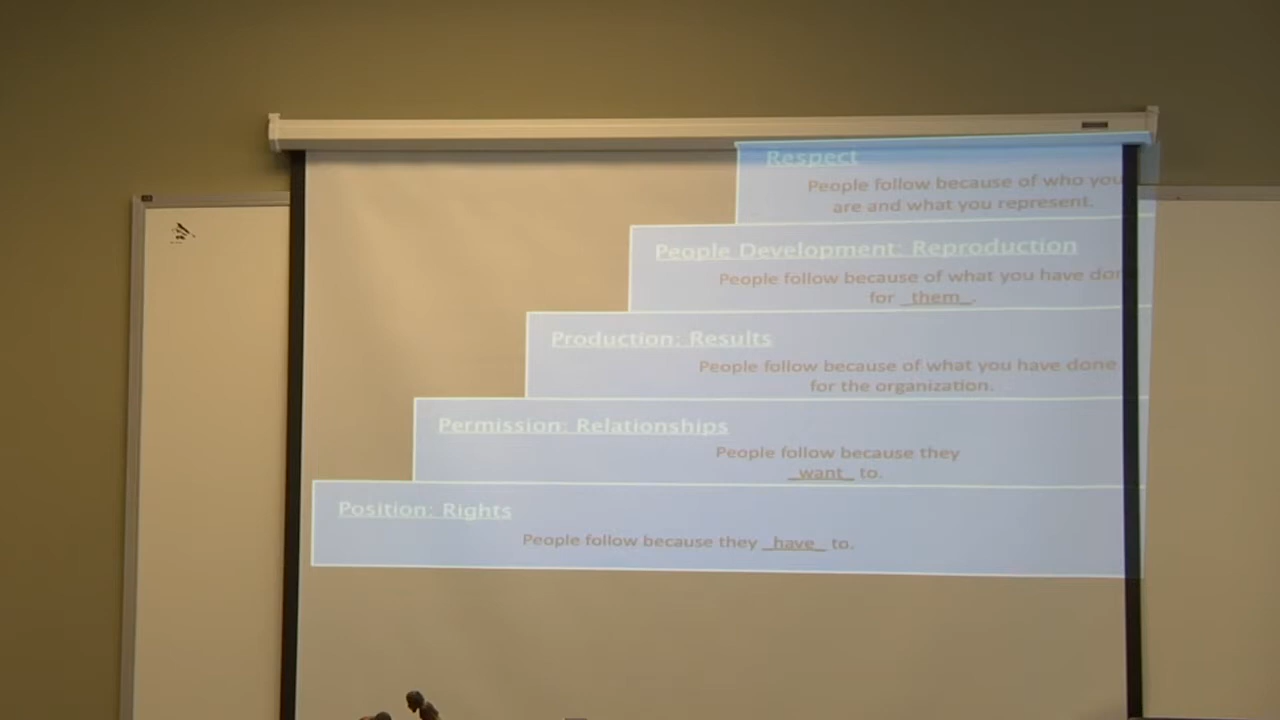 Respect
People follow because of who you
are and what you represent.
People Development: Reproduction
People follow because of what you have don
for _them_.
Production: Results
People follow because of what you have done
for the organization.
Permission: Relationships
People follow because they
_want_ to.
Position: Rights
People follow because they _have_ to.